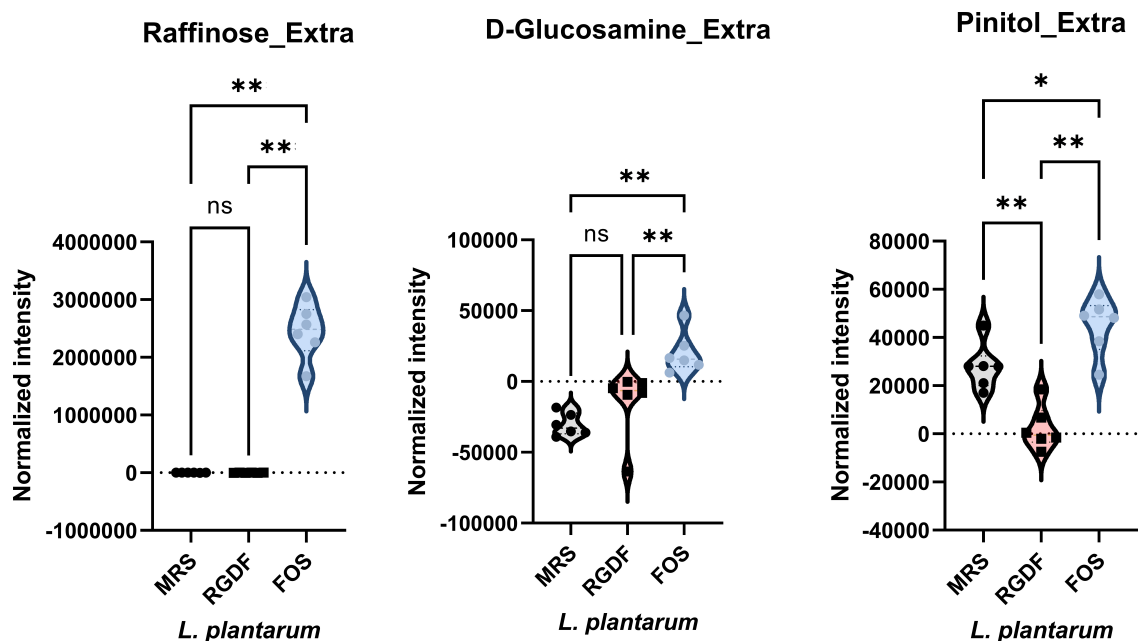 Raffinose_Extra
**
**
ns
4000000
3000000
2000000
1000000
0
-1000000
Normalized intensity
MRS
RGDF
FOS
L. plantarum
D-Glucosamine_Extra
**
ns
**
100000
50000
0
-50000
-100000
Normalized intensity
MRS
RGDF
FOS
L. plantarum
Pinitol_Extra
*
**
**
80000
60000
40000
20000
0
-20000
-40000
Normalized intensity
MRS
RGDF
FOS
L. plantarum